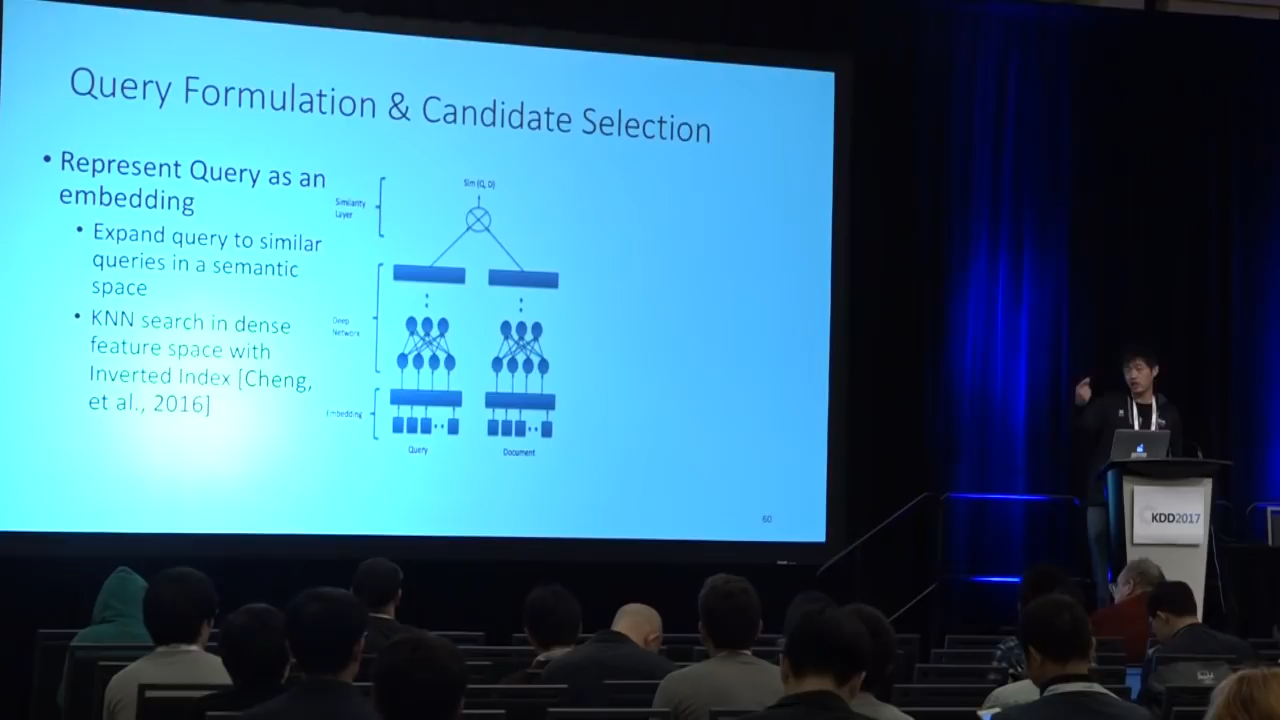 Query Formulation & Candidate Selection
• Represent Query as an
embedding
• Expand query to similar
queries in a semantic
space
• KNN search in dense
feature space with
Inverted Index [Cheng,
et al., 2016]
Sim (Q, D)
Similarity
Layer
Deep
Network
Embedding
Query
Document
60
KDD2017